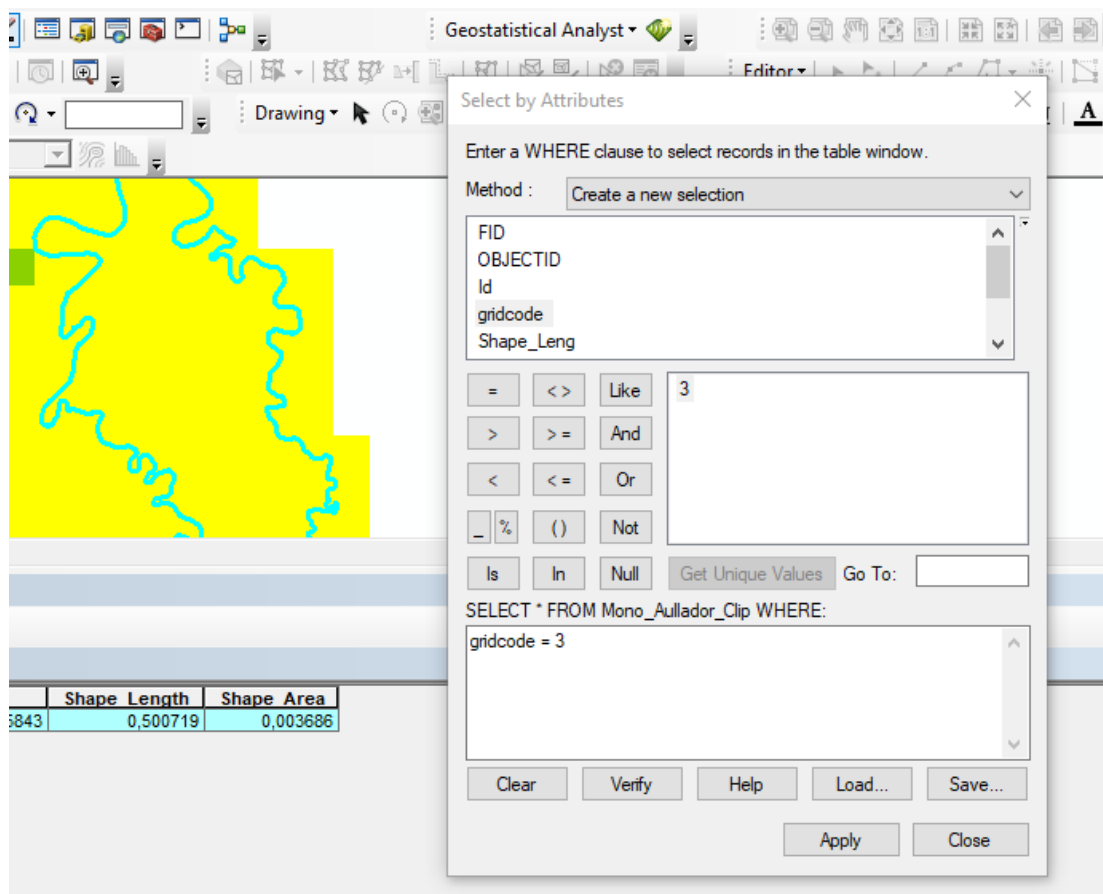 Geostatistical Analyst
1:1
Editor
Drawing
A
Select by Attributes
Enter a WHERE clause to select records in the table window.
Method : Create a new selection
FID
OBJECTID
Id
gridcode
Shape_Leng
= < > Like 3
> > = And
< < = Or
_ % ( ) Not
Is In Null Get Unique Values Go To:
SELECT * FROM Mono_Aullador_Clip WHERE:
gridcode = 3
Shape_Length Shape_Area
5843 0,500719 0,003686
Clear Verify Help Load... Save...
Apply Close